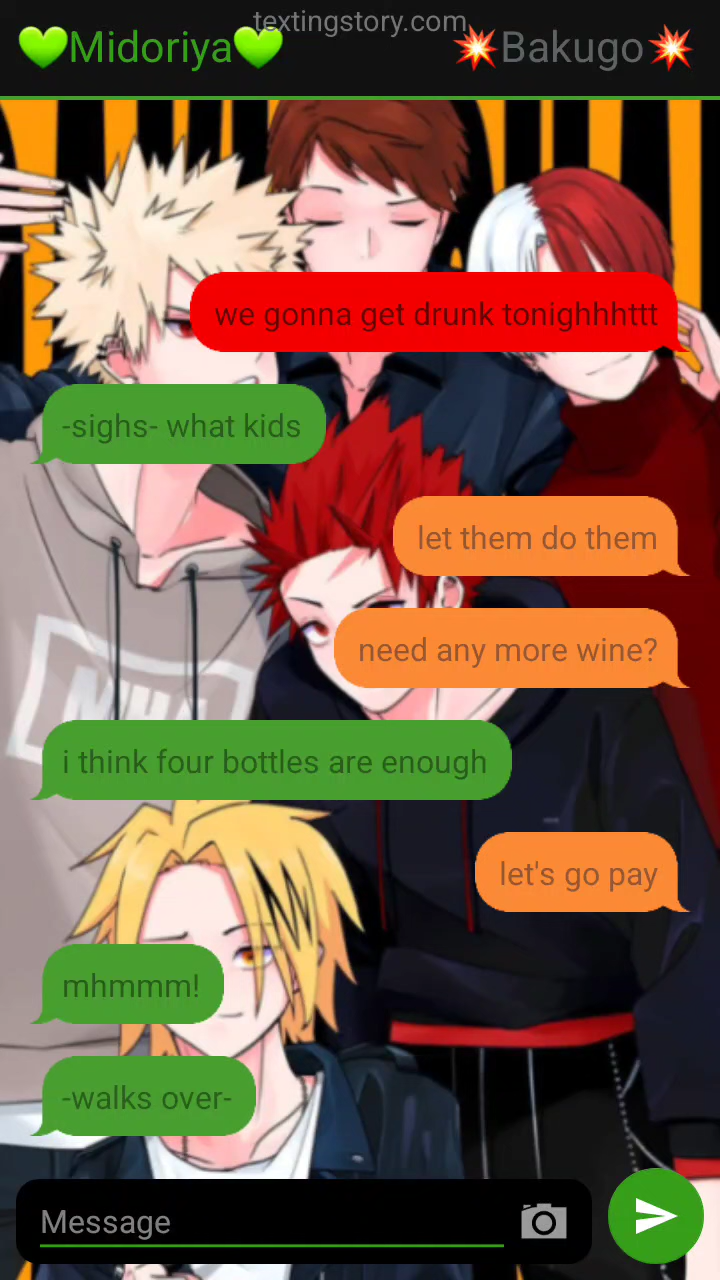 textingstory.com
💚Midoriya💚
💥Bakugo💥
we gonna get drunk tonighhhttt
-sighs- what kids
let them do them
need any more wine?
i think four bottles are enough
let's go pay
mhmmm!
-walks over-
Message